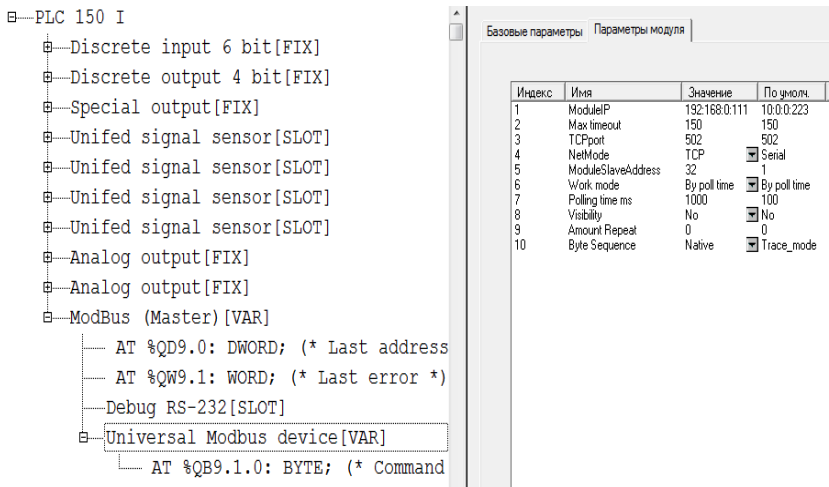 PLC 150 I
Discrete input 6 bit[FIX]
Discrete output 4 bit[FIX]
Special output[FIX]
Unifed signal sensor[SLOT]
Unifed signal sensor[SLOT]
Unifed signal sensor[SLOT]
Unifed signal sensor[SLOT]
Analog output[FIX]
Analog output[FIX]
ModBus (Master)[VAR]
AT %QD9.0: DWORD; (* Last address
AT %QW9.1: WORD; (* Last error *)
Debug RS-232[SLOT]
Universal Modbus device[VAR]
AT %QB9.1.0: BYTE; (* Command
Базовые параметры Параметры модуля
Индекс Имя Значение По умолч.
1 ModuleIP 192:168:0:111 10:0:0:223
2 Max timeout 150 150
3 TCPport 502 502
4 NetMode TCP Serial
5 ModuleSlaveAddress 32 1
6 Work mode By poll time By poll time
7 Polling time ms 1000 100
8 Visibility No No
9 Amount Repeat 0 0
10 Byte Sequence Native Trace_mode